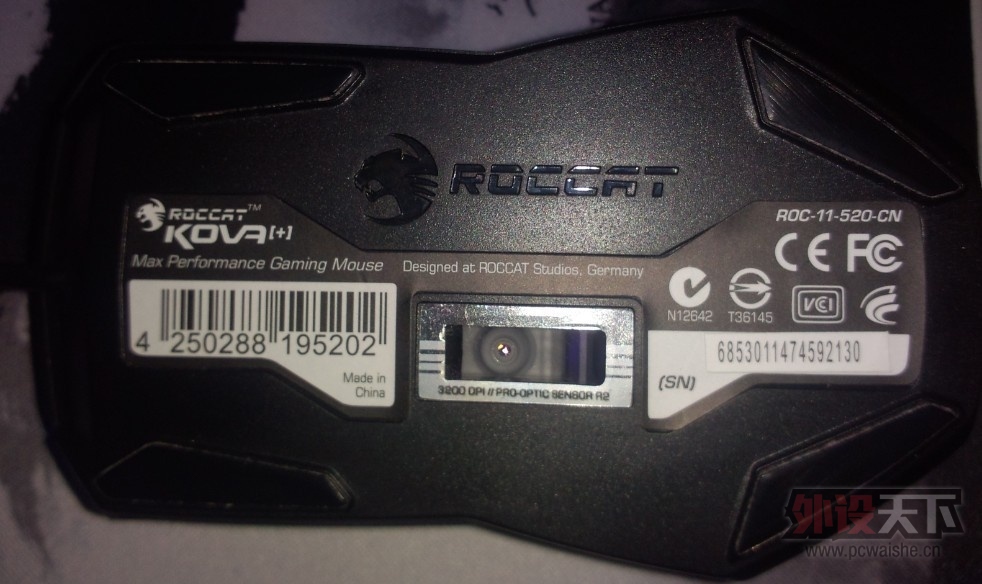 ROCCAT
ROCCAT™
KOVA[+]
Max Performance Gaming Mouse
Designed at ROCCAT Studios, Germany
ROC-11-520-CN
CE FC
N12642
T36145
VCI
4 250288 195202
Made in
China
3200 DPI // PRO-OPTIC SENSOR R2
6853011474592130
(SN)
外设天下
www.pcwaishe.cn